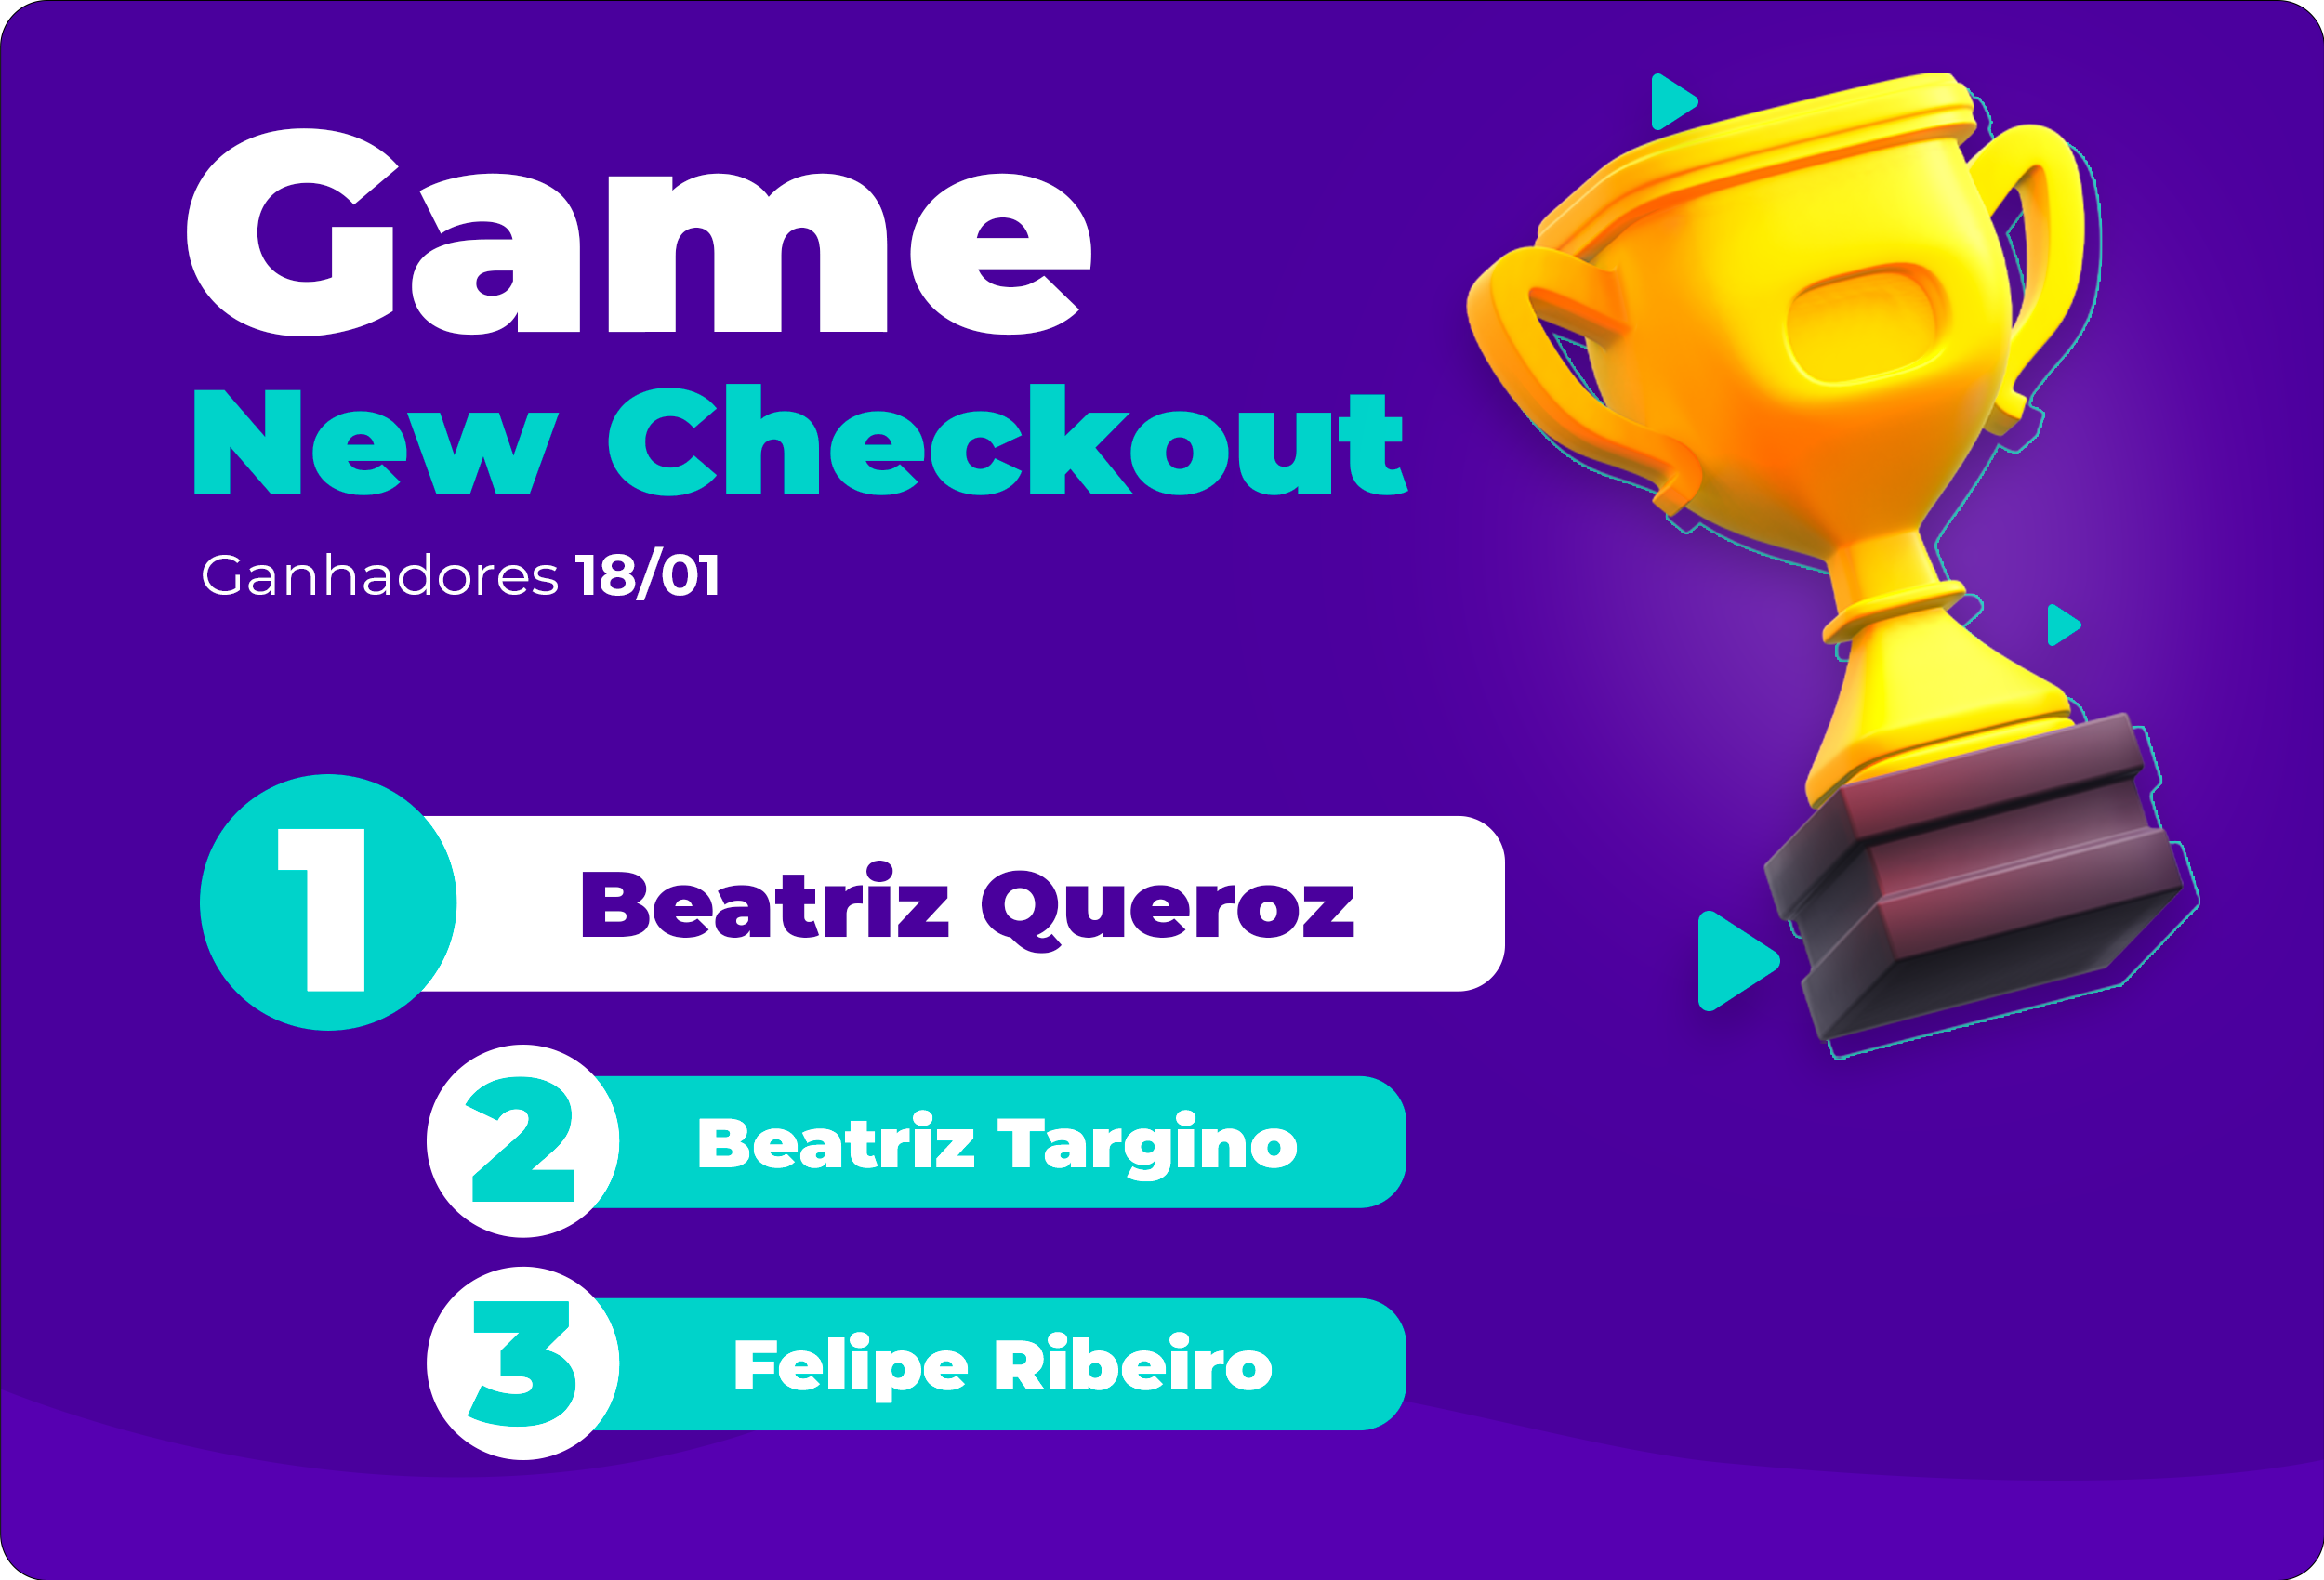 Game
New Checkout
Ganhadores 18/01
1 Beatriz Queroz
2 Beatriz Targino
3 Felipe Ribeiro